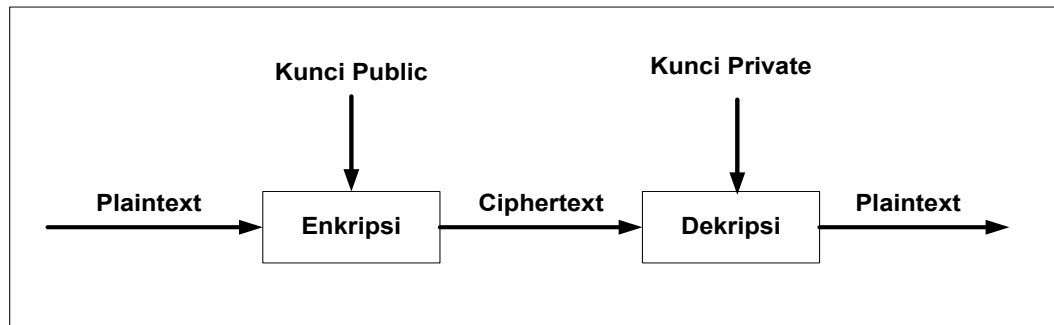 Kunci Public
Kunci Private
Plaintext
Enkripsi
Ciphertext
Dekripsi
Plaintext